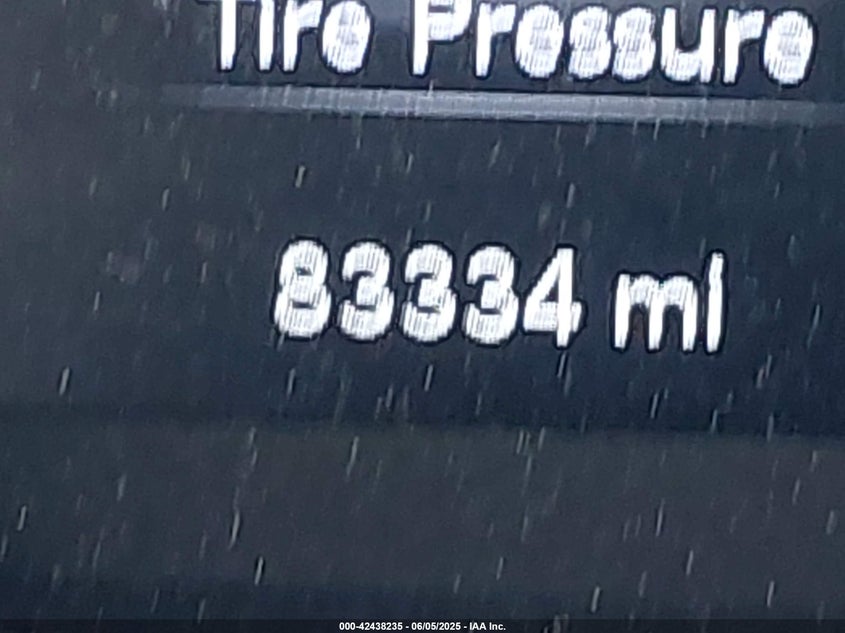 Tire Pressure
83334 mi
000-42438235 - 06/05/2025 - IAA Inc.